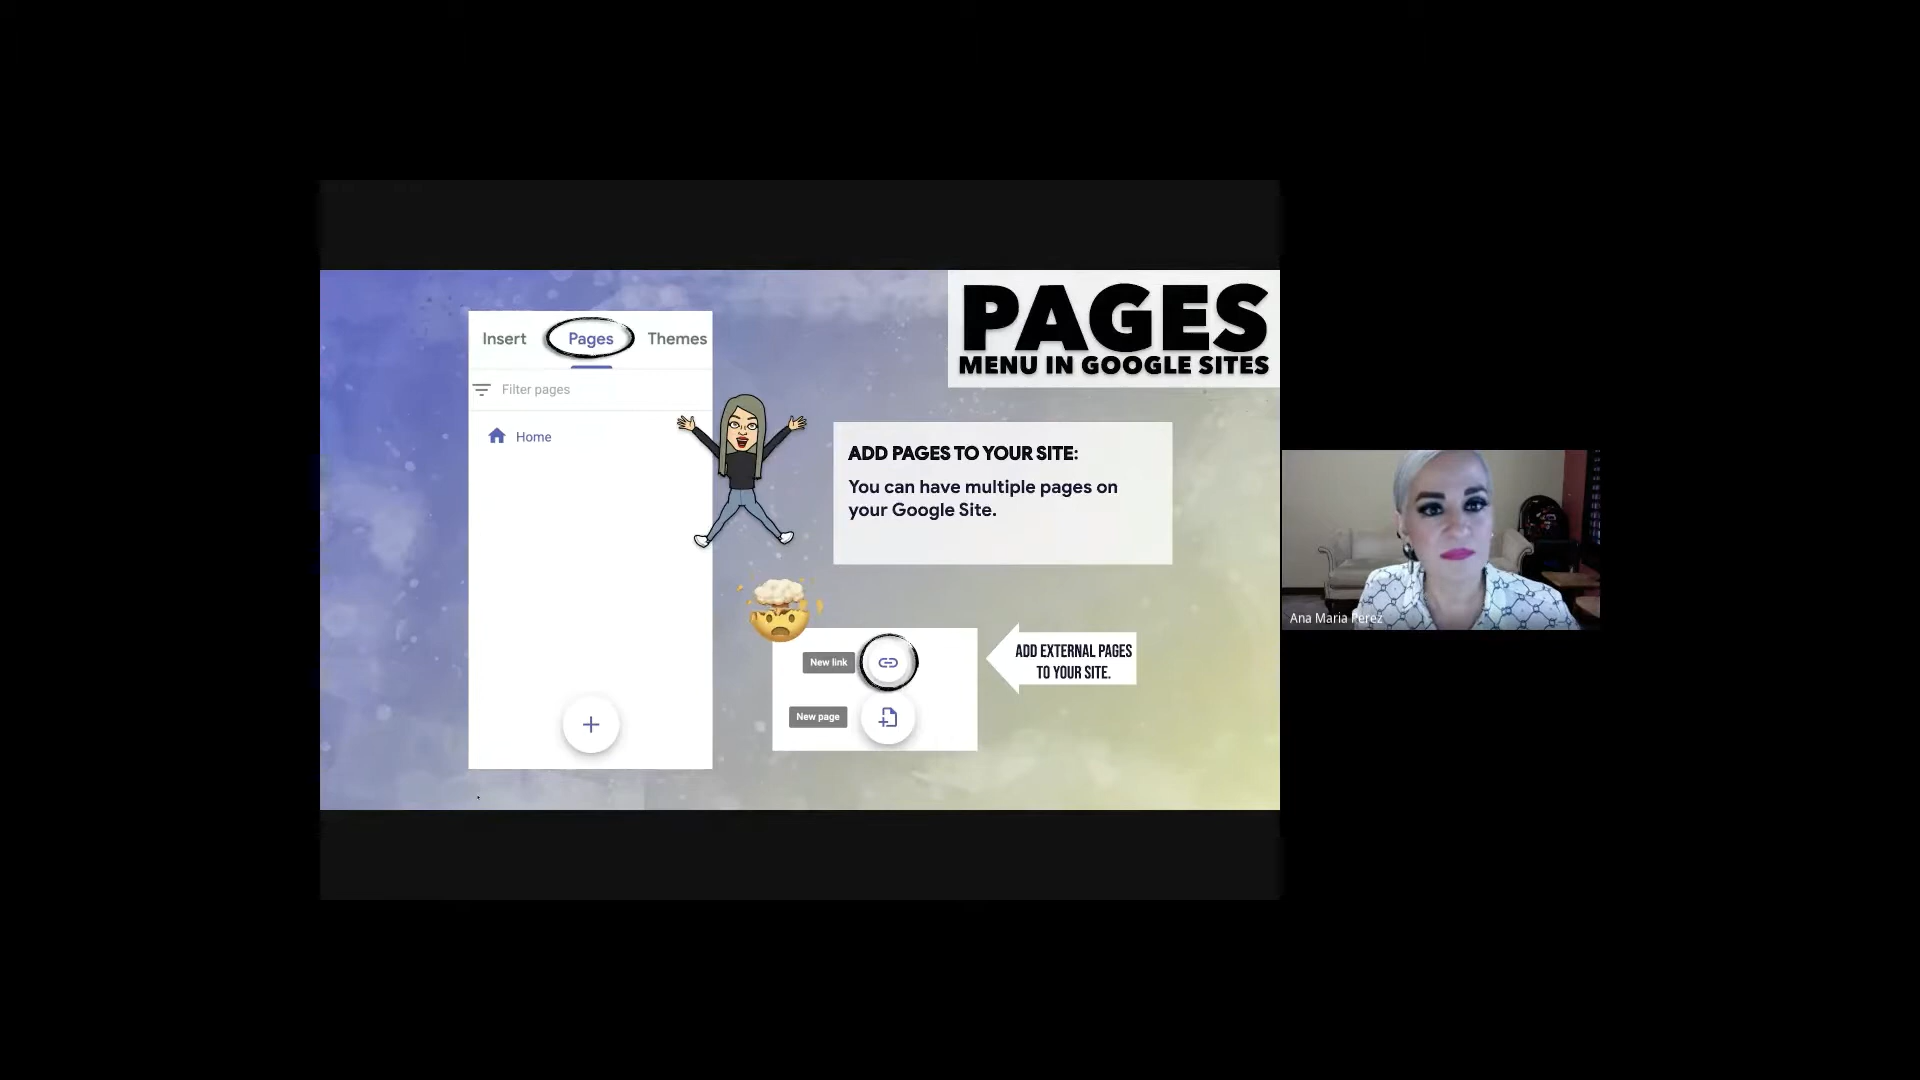 PAGES
MENU IN GOOGLE SITES
Insert Pages Themes
Filter pages
Home
ADD PAGES TO YOUR SITE:
You can have multiple pages on
your Google Site.
New link
New page
ADD EXTERNAL PAGES
TO YOUR SITE.
Ana Maria Perez